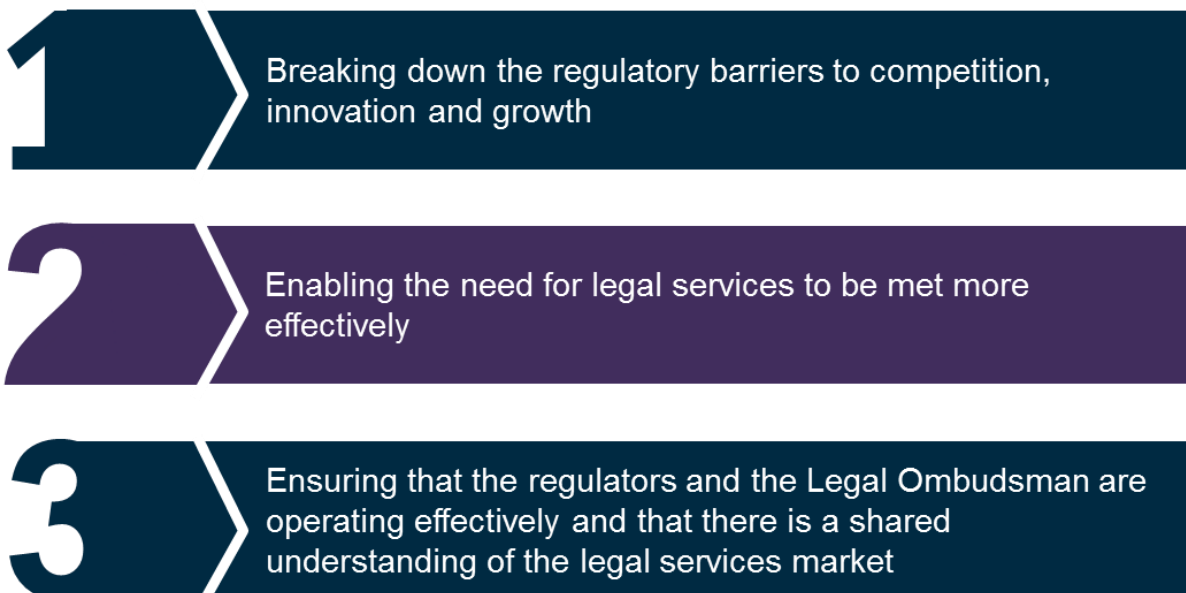 1
Breaking down the regulatory barriers to competition,
innovation and growth
2
Enabling the need for legal services to be met more
effectively
3
Ensuring that the regulators and the Legal Ombudsman are
operating effectively and that there is a shared
understanding of the legal services market